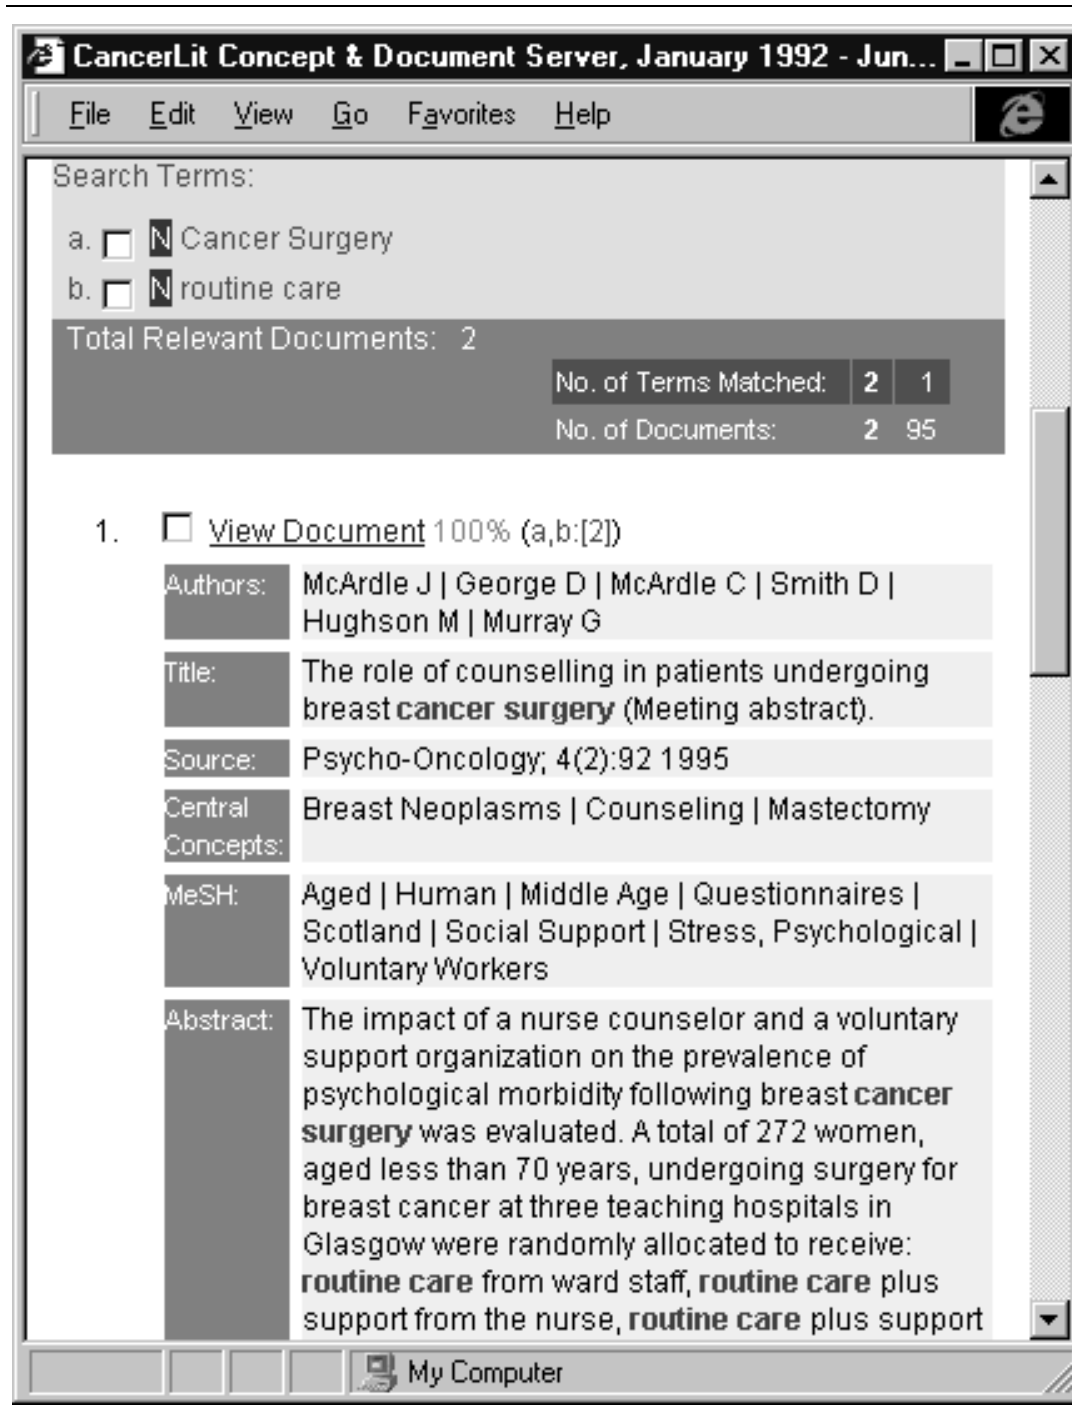 CancerLit Concept & Document Server, January 1992 - Jun...
File Edit View Go Favorites Help
Search Terms:
a. N Cancer Surgery
b. N routine care
Total Relevant Documents: 2
No. of Terms Matched: 2 1
No. of Documents: 2 95
1. View Document 100% (a,b:[2])
Authors: McArdle J | George D | McArdle C | Smith D |
Hughson M | Murray G
Title: The role of counselling in patients undergoing
breast cancer surgery (Meeting abstract).
Source: Psycho-Oncology; 4(2):92 1995
Central Breast Neoplasms | Counseling | Mastectomy
Concepts:
MeSH: Aged | Human | Middle Age | Questionnaires |
Scotland | Social Support | Stress, Psychological |
Voluntary Workers
Abstract: The impact of a nurse counselor and a voluntary
support organization on the prevalence of
psychological morbidity following breast cancer
surgery was evaluated. A total of 272 women,
aged less than 70 years, undergoing surgery for
breast cancer at three teaching hospitals in
Glasgow were randomly allocated to receive:
routine care from ward staff, routine care plus
support from the nurse, routine care plus support
My Computer